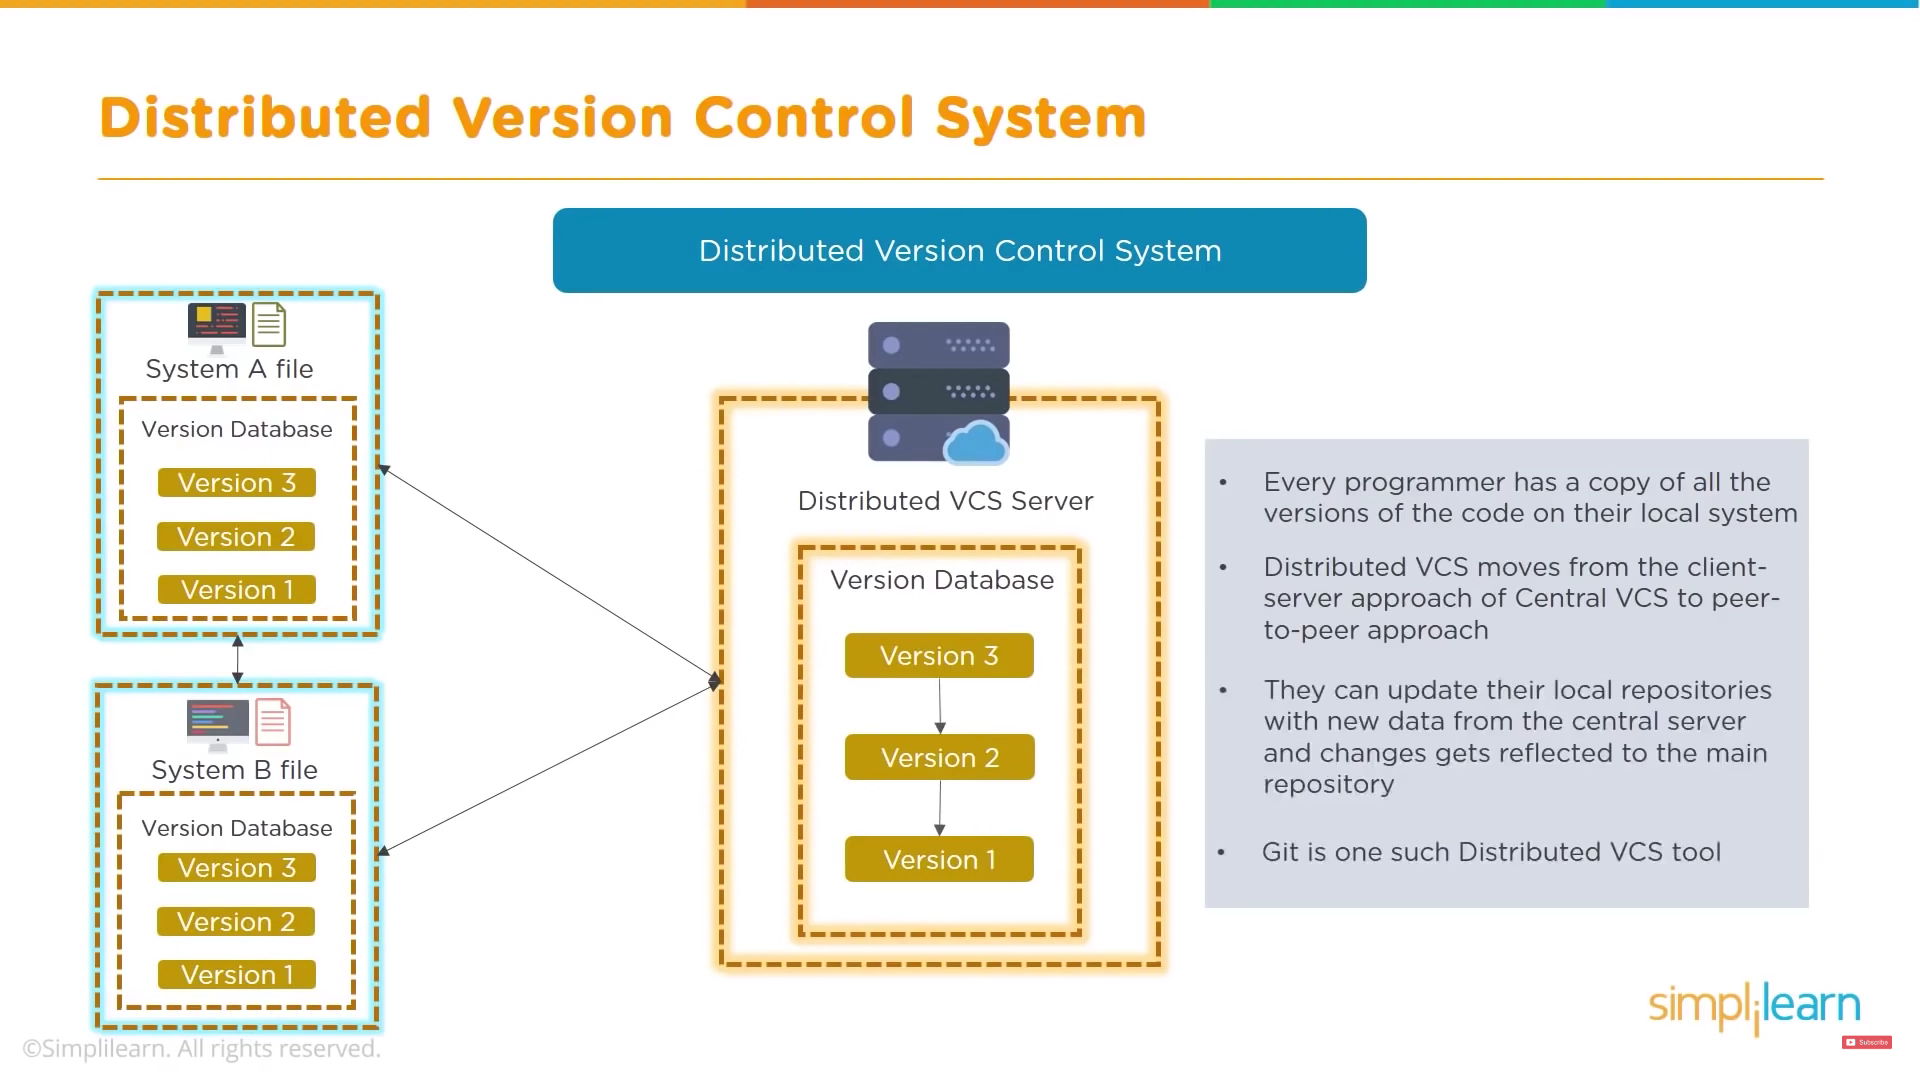 Distributed Version Control System
Distributed Version Control System
System A file
Version Database
Version 3
Version 2
Version 1
System B file
Version Database
Version 3
Version 2
Version 1
Distributed VCS Server
Version Database
Version 3
Version 2
Version 1
• Every programmer has a copy of all the
versions of the code on their local system
• Distributed VCS moves from the client-
server approach of Central VCS to peer-
to-peer approach
• They can update their local repositories
with new data from the central server
and changes gets reflected to the main
repository
• Git is one such Distributed VCS tool
simplilearn
Subscribe
©Simplilearn. All rights reserved.